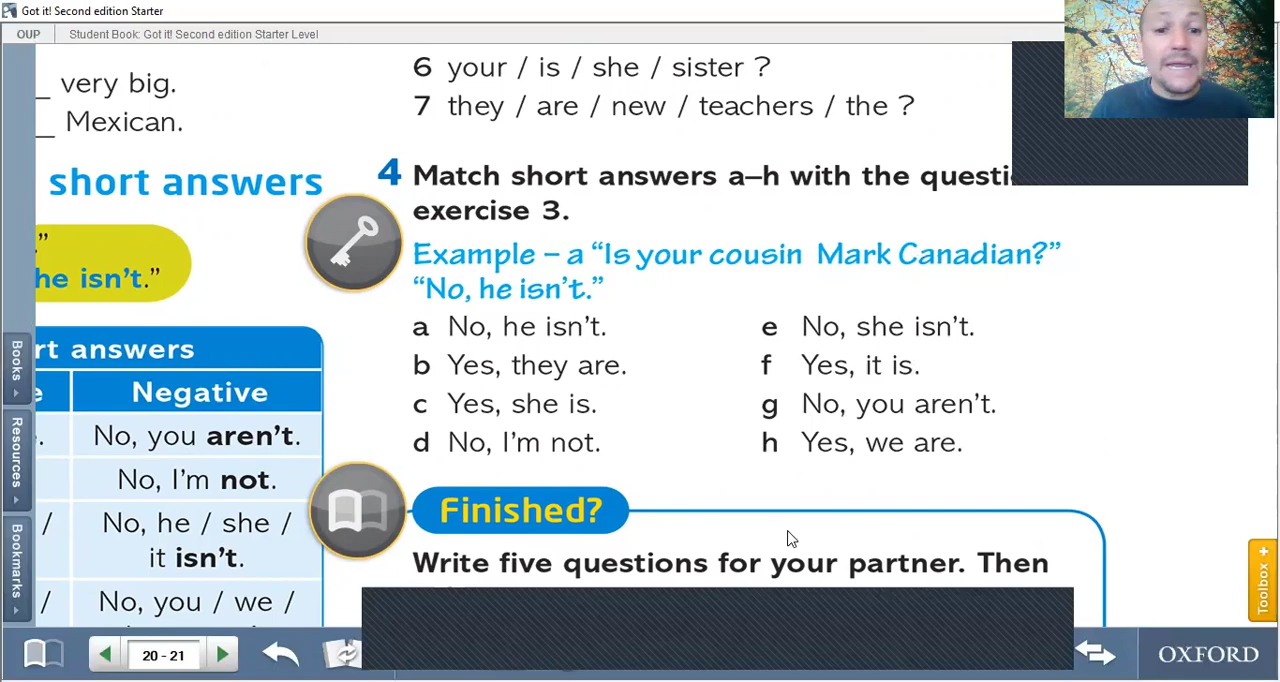 Got it! Second edition Starter
OUP
Student Book: Got it! Second edition Starter Level
_ very big.
_ Mexican.
short answers
."
he isn't."
rt answers
e Negative
. No, you aren't.
No, I'm not.
/ No, he / she /
it isn't.
/ No, you / we /
6 your / is / she / sister ?
7 they / are / new / teachers / the ?
4 Match short answers a–h with the questi
exercise 3.
Example – a "Is your cousin Mark Canadian?"
"No, he isn't."
a No, he isn't.
b Yes, they are.
c Yes, she is.
d No, I'm not.
e No, she isn't.
f Yes, it is.
g No, you aren't.
h Yes, we are.
Finished?
Write five questions for your partner. Then
Books
Resources
Bookmarks
Toolbox +
20 - 21
OXFORD